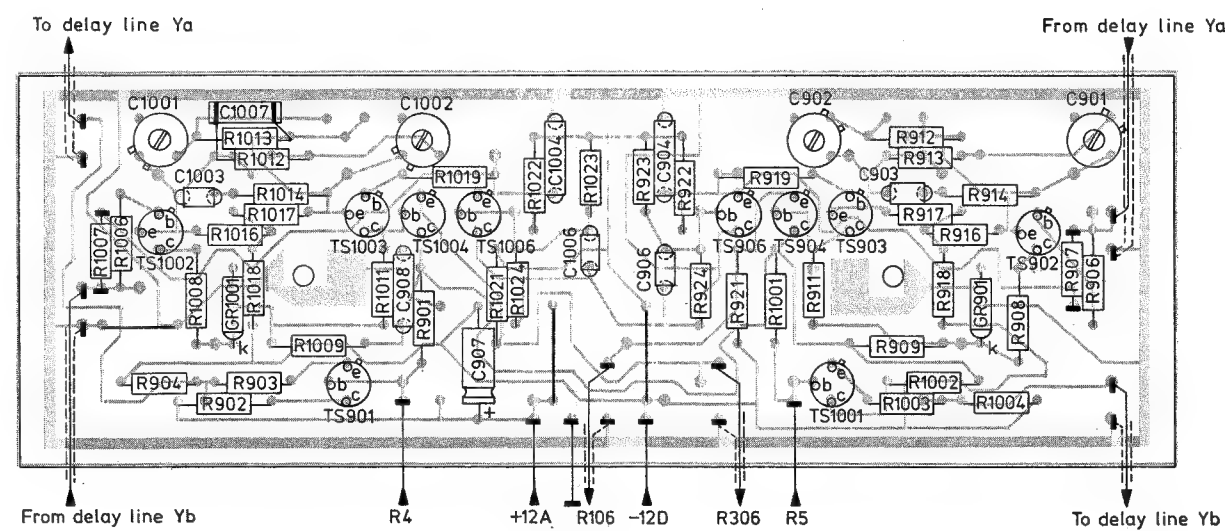 To delay line Ya
From delay line Ya
C1001
C1007
C1002
C902
C901
R1013
R1012
C1003
R1014
R1017
R1016
R1019
R1022
C1004
R1023
R923
C904
R922
R919
R912
R913
C903
R914
R917
R916
R1007
R1006
b
e
c
TS1002
b
e
c
TS1003
e
b
c
TS1004
e
b
c
TS1006
C1006
C906
e
b
c
TS906
e
b
c
TS904
b
e
c
TS903
b
e
c
TS902
R907
R906
R1008
GR1001
k
R1018
R1011
C908
R901
R1021
R1024
R924
R921
R1001
R911
R918
GR901
k
R908
R1009
C907
+
R909
R904
R903
R902
e
b
c
TS901
e
b
c
TS1001
R1002
R1003
R1004
From delay line Yb
R4
+12A
R106
-12D
R306
R5
To delay line Yb